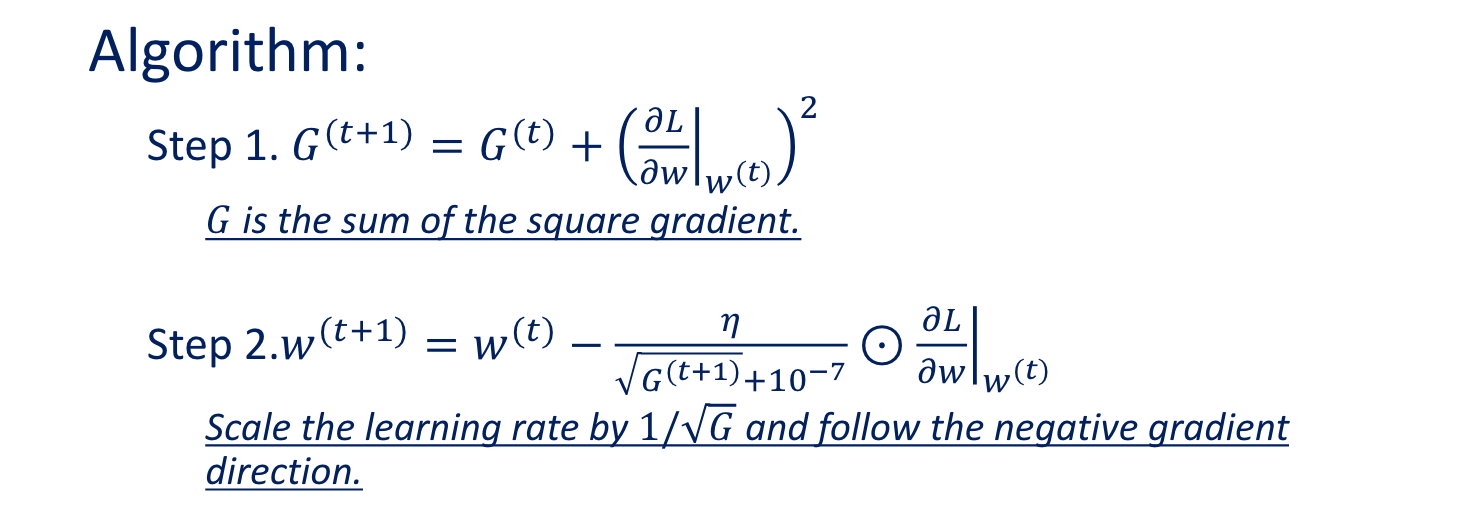 Algorithm:
Step 1. $G^{(t+1)} = G^{(t)} + \left(\frac{\partial L}{\partial w}\Big|_{w^{(t)}}\right)^2$
G is the sum of the square gradient.
Step 2.$w^{(t+1)} = w^{(t)} - \frac{\eta}{\sqrt{G^{(t+1)}}+10^{-7}} \odot \frac{\partial L}{\partial w}\Big|_{w^{(t)}}$
Scale the learning rate by $1/\sqrt{G}$ and follow the negative gradient
direction.